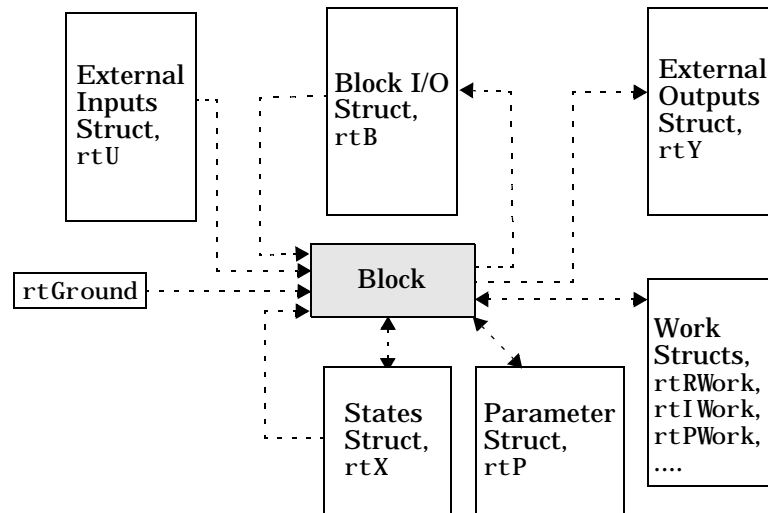 External
Inputs
Struct,
rtU
Block I/O
Struct,
rtB
External
Outputs
Struct,
rtY
Block
rtGround
Work
Structs,
rtRWork,
rtIWork,
rtPWork,
....
States
Struct,
rtX
Parameter
Struct,
rtP